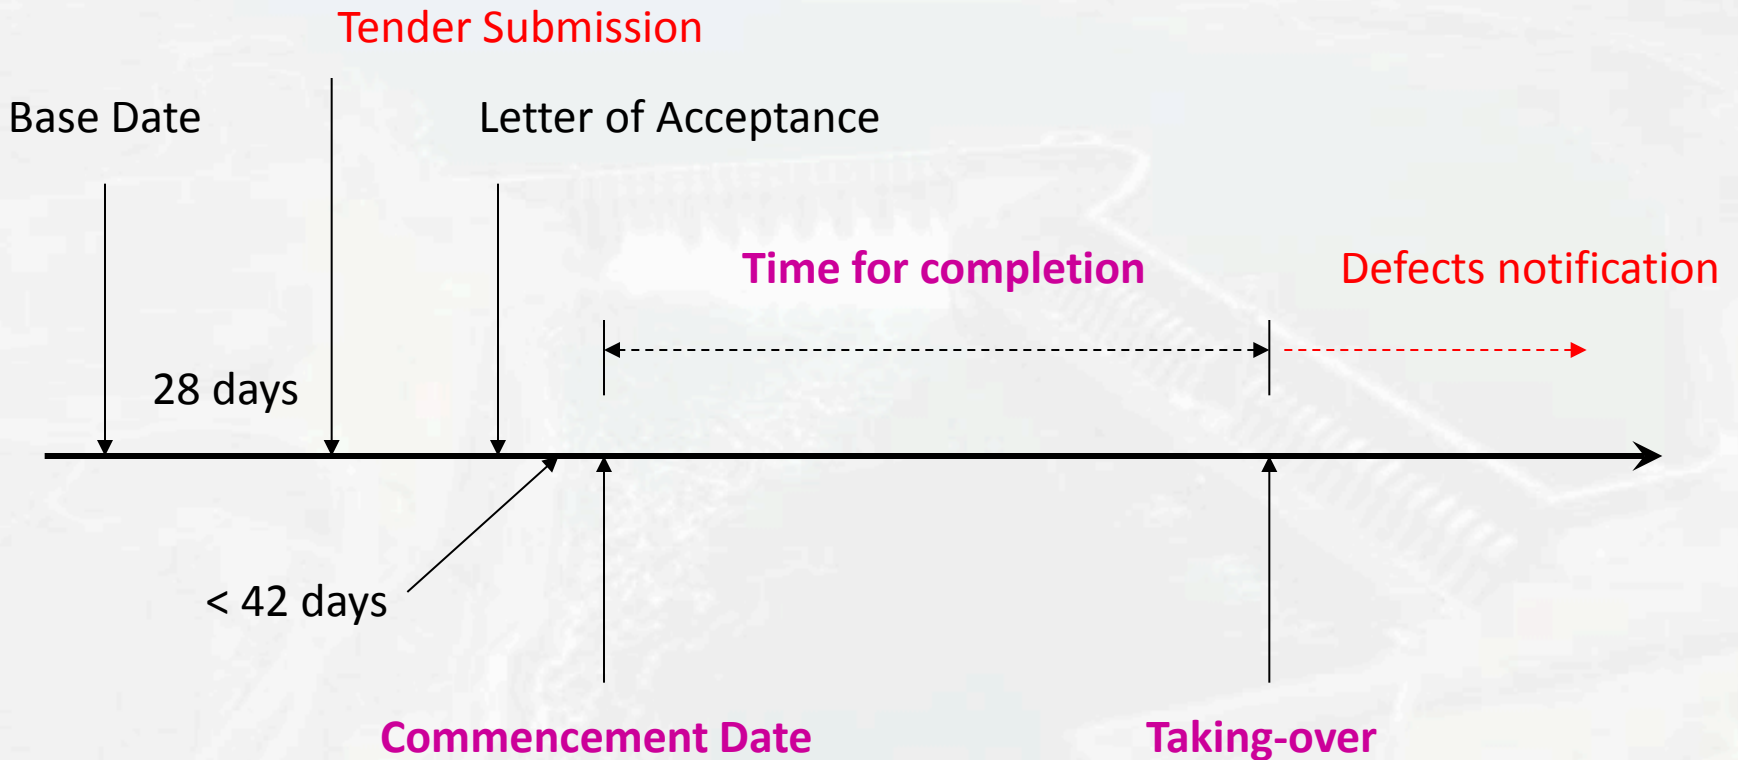 Tender Submission
Base Date
Letter of Acceptance
Time for completion
Defects notification
28 days
< 42 days
Commencement Date
Taking-over